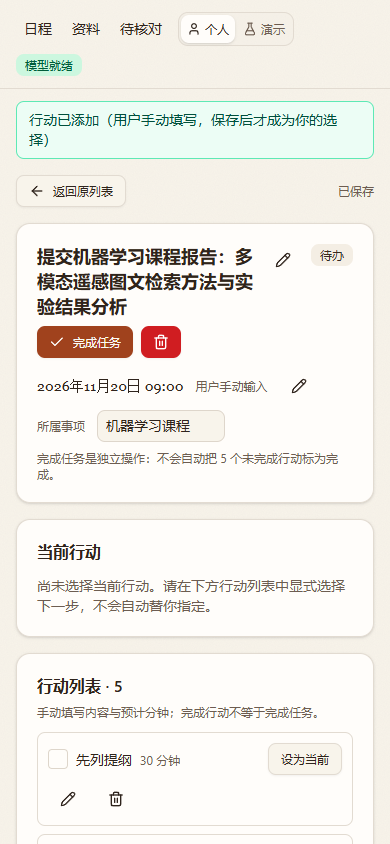 日程 资料 待核对 个人 演示
模型就绪
行动已添加（用户手动填写，保存后才成为你的选
择）
返回原列表 已保存
提交机器学习课程报告：多
模态遥感图文检索方法与实
验结果分析
待办
完成任务
2026年11月20日 09:00 用户手动输入
所属事项 机器学习课程
完成任务是独立操作：不会自动把 5 个未完成行动标为完
成。
当前行动
尚未选择当前行动。请在下方行动列表中显式选择
下一步，不会自动替你指定。
行动列表 · 5
手动填写内容与预计分钟；完成行动不等于完成任务。
先列提纲 30 分钟 设为当前